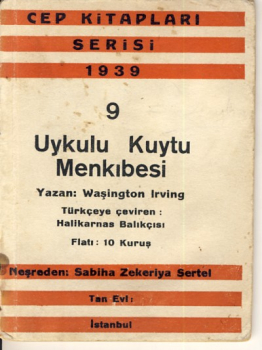 CEP KİTAPLARI
SERİSİ
1939
9
Uykulu Kuytu
Menkıbesi
Yazan: Waşington Irving
Türkçeye çeviren :
Halikarnas Balıkçısı
Fiatı: 10 Kuruş
Neşreden: Sabiha Zekeriya Sertel
Tan Evi:
İstanbul